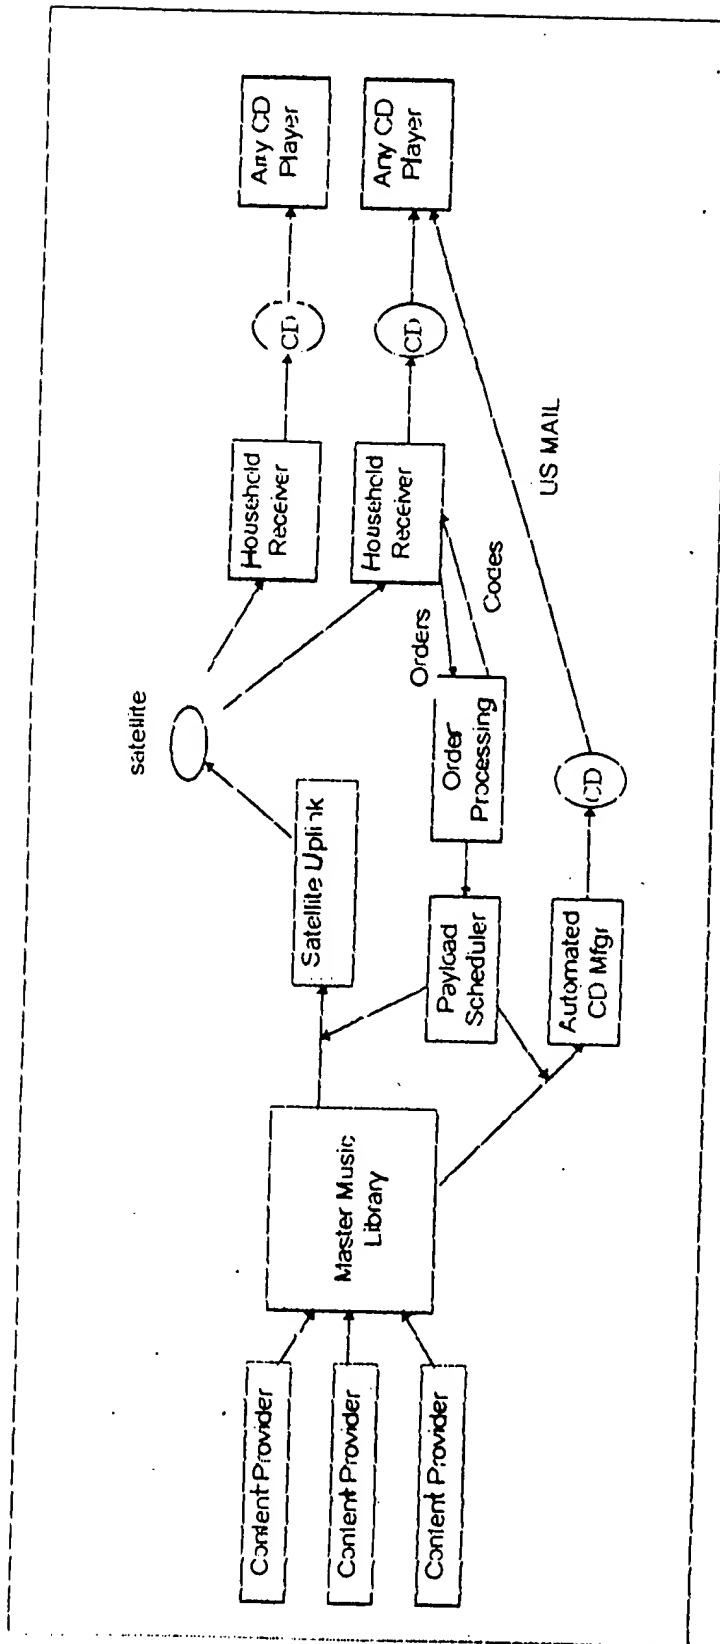 Content Provider
Content Provider
Content Provider
Master Music
Library
Satellite Uplink
satellite
Payload
Scheduler
Order
Processing
Orders
Codes
Automated
CD Mfgr
CD
US MAIL
Household
Receiver
Household
Receiver
CD
CD
Any CD
Player
Any CD
Player